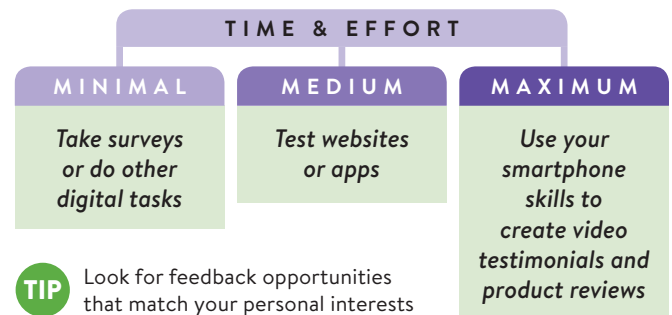 TIME & EFFORT
MINIMAL
Take surveys
or do other
digital tasks
MEDIUM
Test websites
or apps
MAXIMUM
Use your
smartphone
skills to
create video
testimonials and
product reviews
TIP
Look for feedback opportunities
that match your personal interests